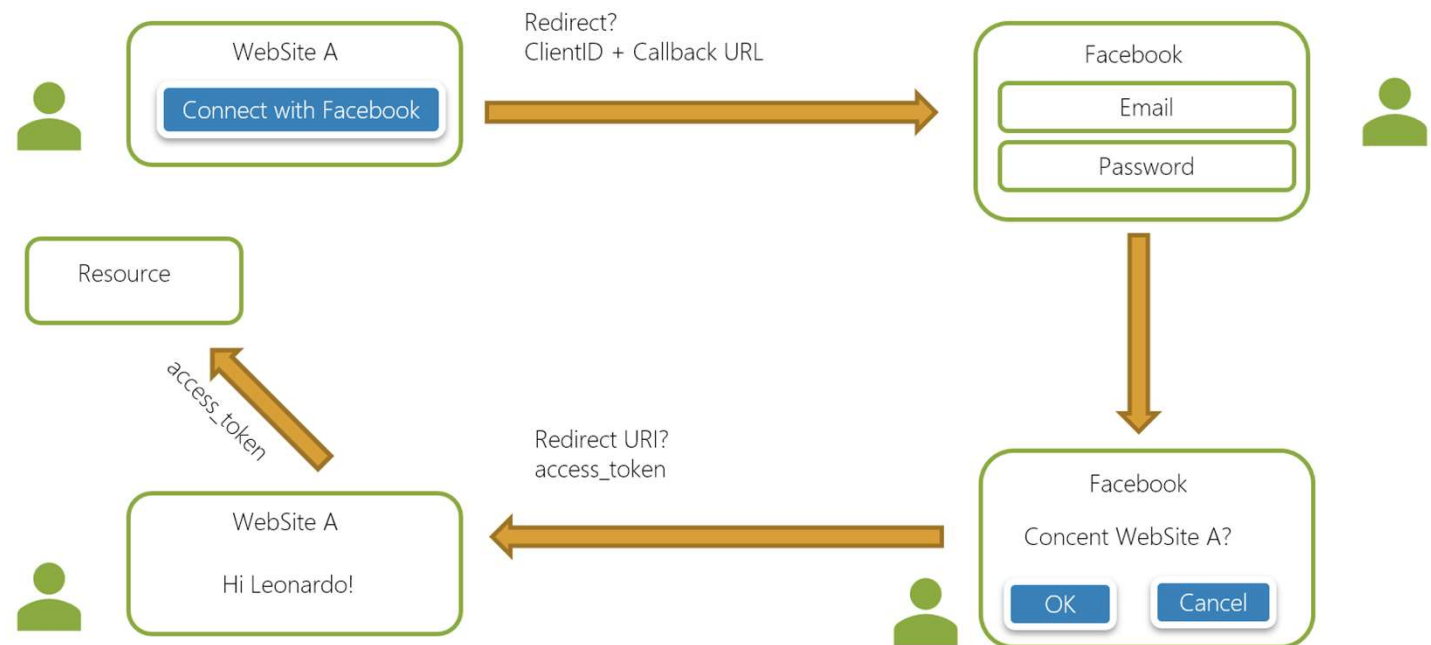 WebSite A
Connect with Facebook
Redirect?
ClientID + Callback URL
Facebook
Email
Password
Resource
access_token
Redirect URI?
access_token
WebSite A
Hi Leonardo!
Facebook
Concent WebSite A?
OK
Cancel